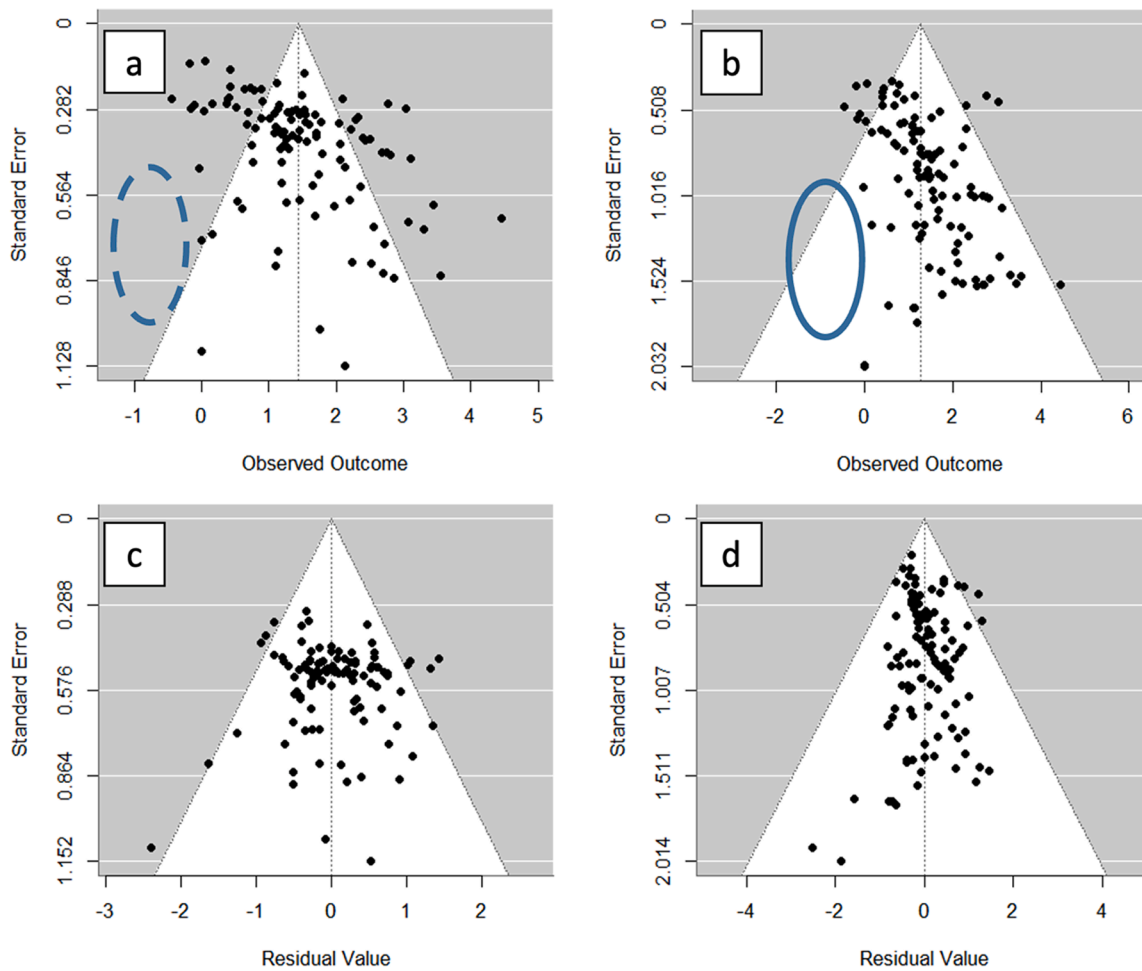 a
Standard Error
0
0.282
0.564
0.846
1.128
-1 0 1 2 3 4 5
Observed Outcome
b
Standard Error
0
0.508
1.016
1.524
2.032
-2 0 2 4 6
Observed Outcome
c
Standard Error
0
0.288
0.576
0.864
1.152
-3 -2 -1 0 1 2
Residual Value
d
Standard Error
0
0.504
1.007
1.511
2.014
-4 -2 0 2 4
Residual Value